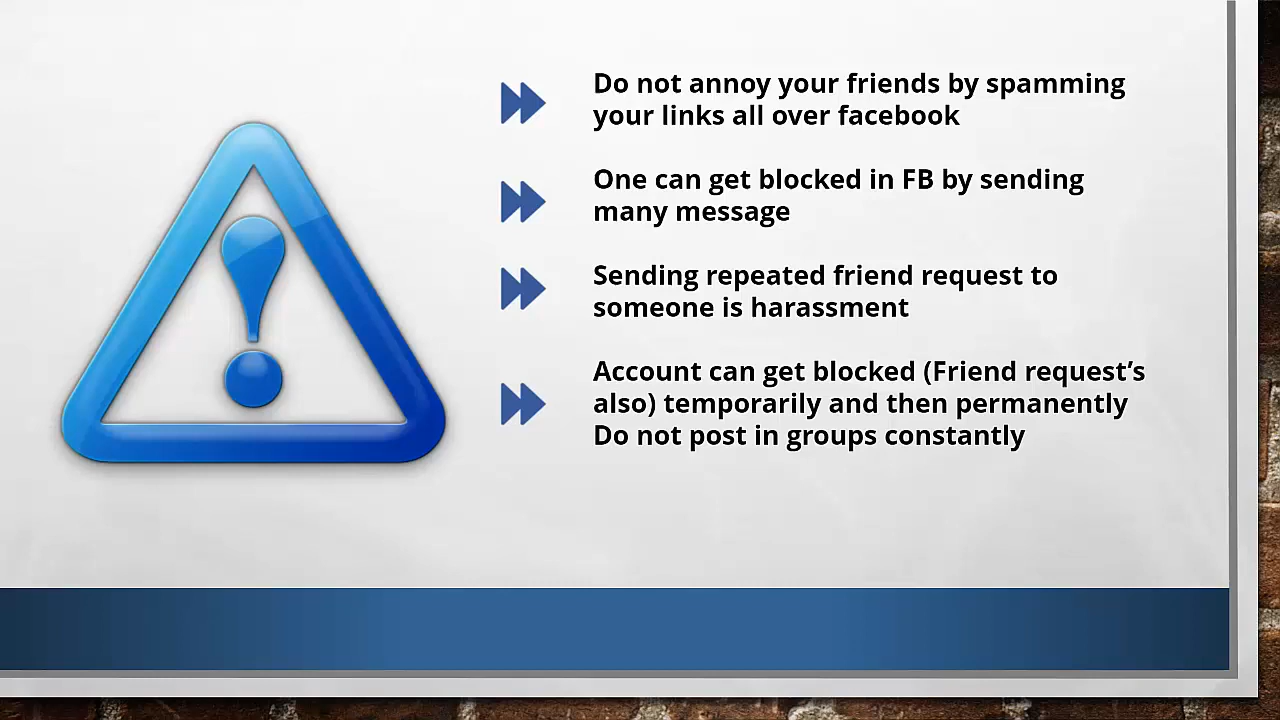 Do not annoy your friends by spamming
your links all over facebook
One can get blocked in FB by sending
many message
Sending repeated friend request to
someone is harassment
Account can get blocked (Friend request’s
also) temporarily and then permanently
Do not post in groups constantly